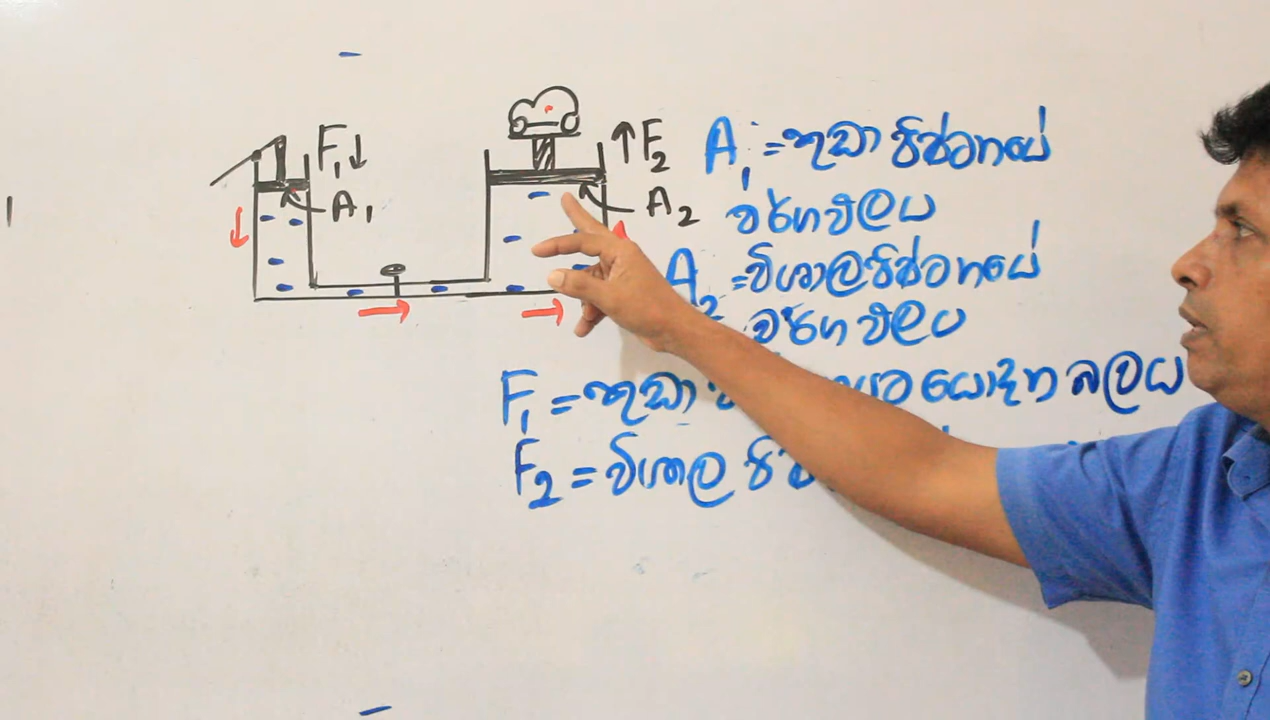 F₁↓
↑F₂
A₁
A₂
A₁ = කුඩා පිස්ටනයේ
වර්ගඵලය
A₂ = විශාල පිස්ටනයේ
වර්ගඵලය
F₁ = කුඩා යොදන බලය
F₂ = විශාල